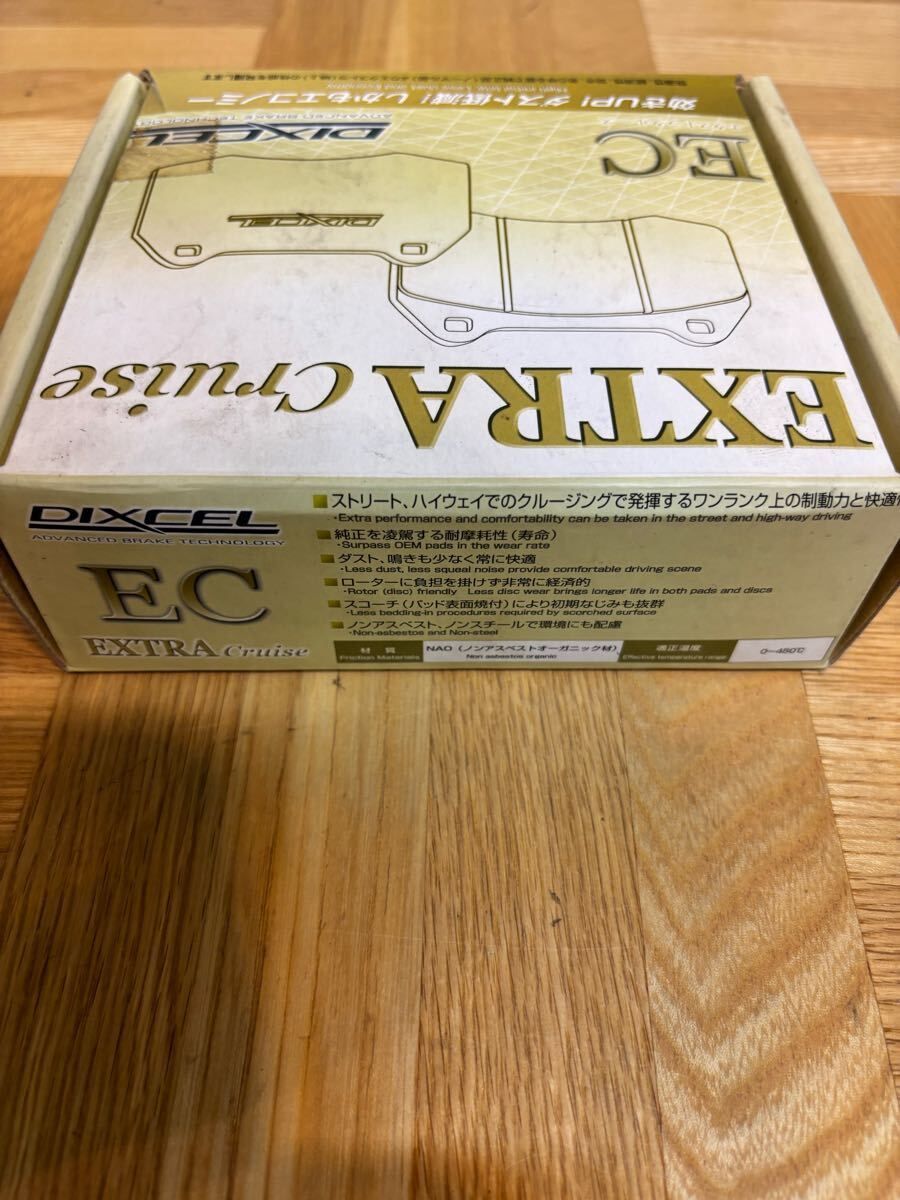 EXTRA Cruise
DIXCEL
EC
DIXCEL
ADVANCED BRAKE TECHNOLOGY
効きUP! ダスト低減! しかもエコノミー
DIXCEL
ADVANCED BRAKE TECHNOLOGY
EC
EXTRA Cruise
■ストリート、ハイウェイでのクルージングで発揮するワンランク上の制動力と快適
・Extra performance and comfortability can be taken in the street and high-way driving
■純正を凌駕する耐摩耗性(寿命)
・Surpass OEM pads in the wear rate
■ダスト、鳴きも少なく常に快適
・Less dust, less squeal noise provide comfortable driving scene
■ローターに負担を掛けず非常に経済的
・Rotor (disc) friendly Less disc wear brings longer life in both pads and discs
■スコーチ(パッド表面焼付)により初期なじみも抜群
・Less bedding-in procedures required by scorched surface
■ノンアスベスト、ノンスチールで環境にも配慮
・Non-asbestos and Non-steel
材 質 NAO(ノンアスベストオーガニック材) 適正温度 0~450℃
Friction Materials Non asbestos organic Effective temperature range